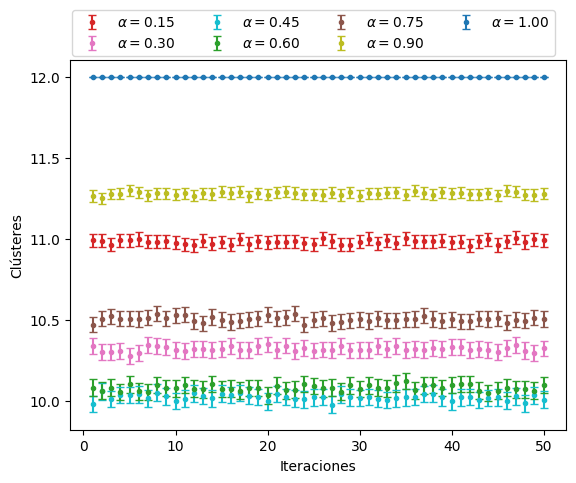 α = 0.15 α = 0.45 α = 0.75 α = 1.00
α = 0.30 α = 0.60 α = 0.90
12.0
11.5
11.0
10.5
10.0
Clústeres
0 10 20 30 40 50
Iteraciones